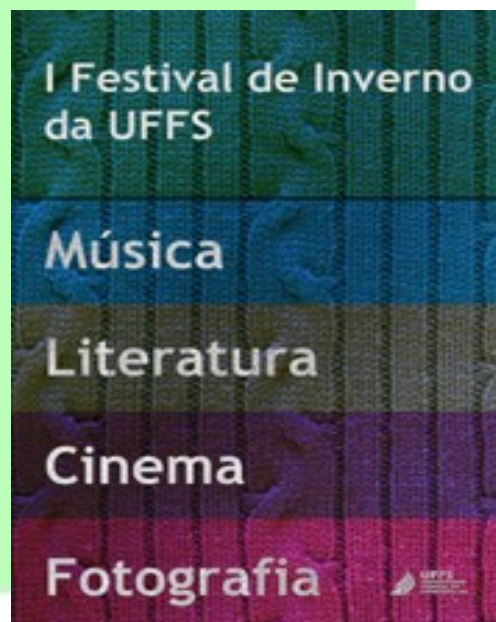 I Festival de Inverno
da UFFS
Música
Literatura
Cinema
Fotografia
UFFS